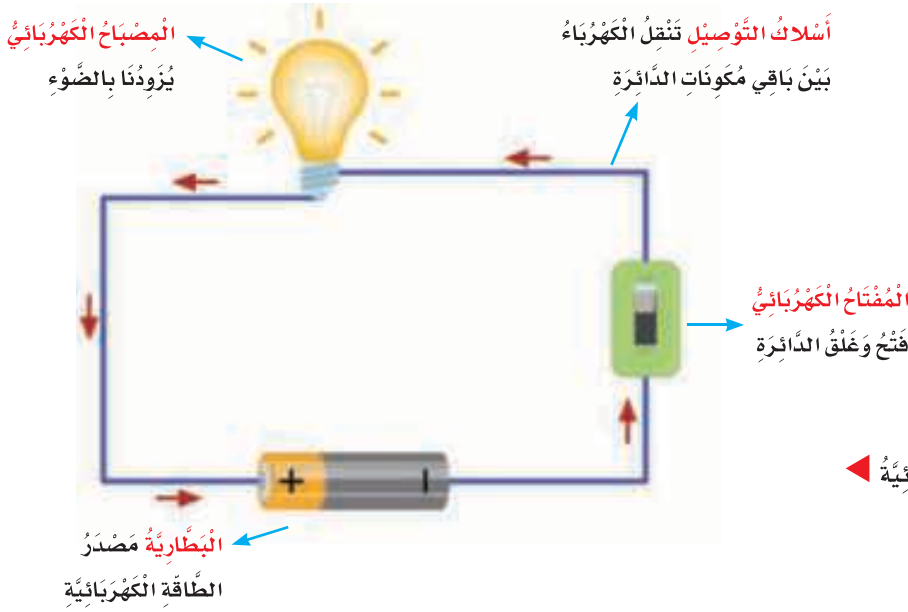 أَسْلَاكُ التَّوْصِيْلِ تَنْقِلُ الْكَهْرُبَاءُ
بَيْنَ بَاقِي مُكَوِنَاتِ الدَّائِرَةِ
الْمِصْبَاحُ الْكَهْرُبَائِيُّ
يُزَوِدُنَا بِالضَّوْءِ
الْمُفْتَاحُ الْكَهْرُبَائِيُّ
فَتْحُ وَغَلْقُ الدَّائِرَةِ
+
−
ئِيَّةُ
الْبَطَّارِيَّةُ مَصْدَرُ
الطَّاقَّةِ الْكَهْرَبَائِيَّةِ